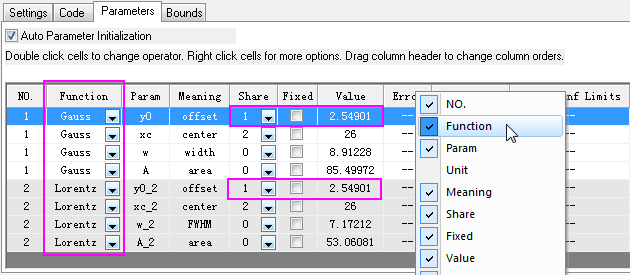 Settings Code Parameters Bounds
Auto Parameter Initialization
Double click cells to change operator. Right click cells for more options. Drag column header to change column orders.
NO. Function Param Meaning Share Fixed Value Erro nf Limits
1 Gauss y0 offset 1 2.54901 -- --
1 Gauss xc center 2 26 -- --
1 Gauss w width 0 8.91228 -- --
1 Gauss A area 0 85.49972 -- --
2 Lorentz y0_2 offset 1 2.54901 -- --
2 Lorentz xc_2 center 2 26 -- --
2 Lorentz w_2 FWHM 0 7.17212 -- --
2 Lorentz A_2 area 0 53.06081 -- --
NO.
Function
Param
Unit
Meaning
Share
Fixed
Value